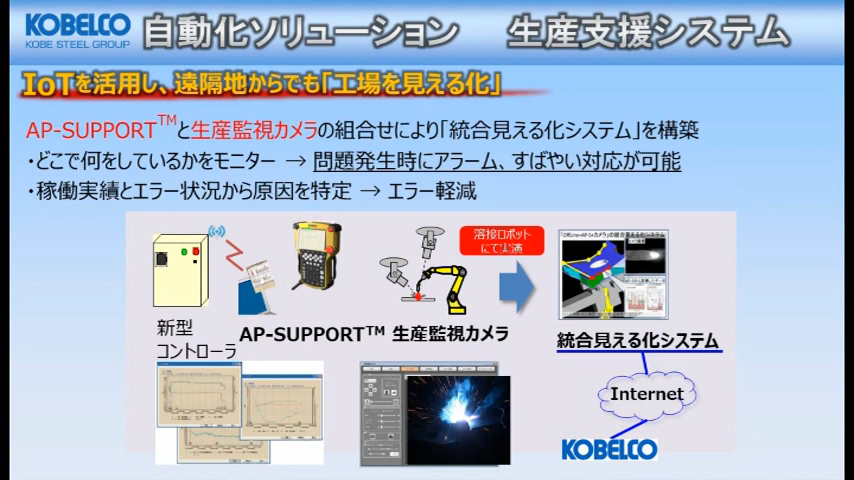 KOBELCO
KOBE STEEL GROUP
自動化ソリューション 生産支援システム
IoTを活用し、遠隔地からでも「工場を見える化」
AP-SUPPORT™と生産監視カメラの組合せにより「統合見える化システム」を構築
・どこで何をしているかをモニター → 問題発生時にアラーム、すばやい対応が可能
・稼働実績とエラー状況から原因を特定 → エラー軽減
溶接ロボット
にて実施
新型
コントローラ
AP-SUPPORT™ 生産監視カメラ
統合見える化システム
Internet
KOBELCO